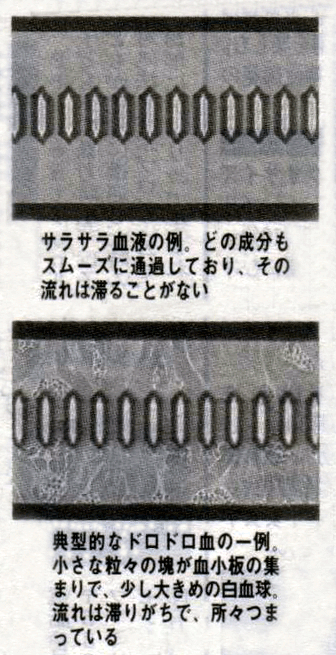 サラサラ血液の例。どの成分も
スムーズに通過しており、その
流れは滞ることがない
典型的なドロドロ血の一例。
小さな粒々の塊が血小板の集
まりで、少し大きめの白血球。
流れは滞りがちで、所々つま
っている